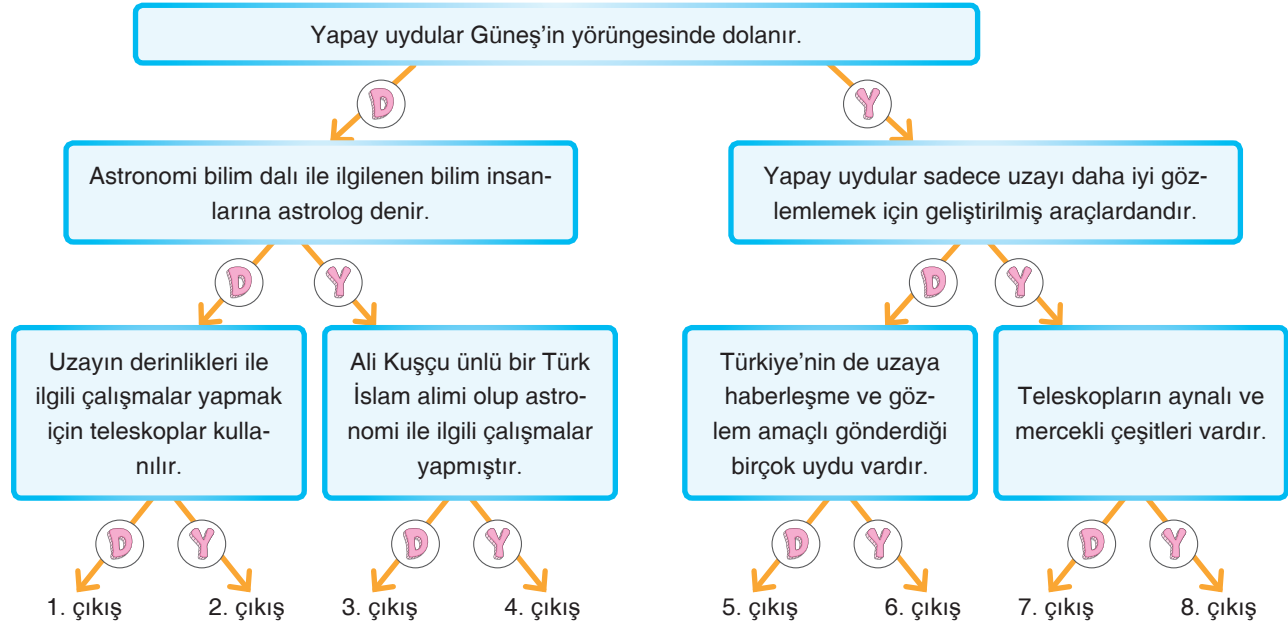 Yapay uydular Güneş’in yörüngesinde dolanır.
D
Y
Astronomi bilim dalı ile ilgilenen bilim insan-
larına astrolog denir.
Yapay uydular sadece uzayı daha iyi göz-
lemlemek için geliştirilmiş araçlardandır.
D
Y
D
Y
Uzayın derinlikleri ile
ilgili çalışmalar yapmak
için teleskoplar kulla-
nılır.
Ali Kuşçu ünlü bir Türk
İslam alimi olup astro-
nomi ile ilgili çalışmalar
yapmıştır.
Türkiye’nin de uzaya
haberleşme ve göz-
lem amaçlı gönderdiği
birçok uydu vardır.
Teleskopların aynalı ve
mercekli çeşitleri vardır.
D
Y
D
Y
D
Y
D
Y
1. çıkış
2. çıkış
3. çıkış
4. çıkış
5. çıkış
6. çıkış
7. çıkış
8. çıkış